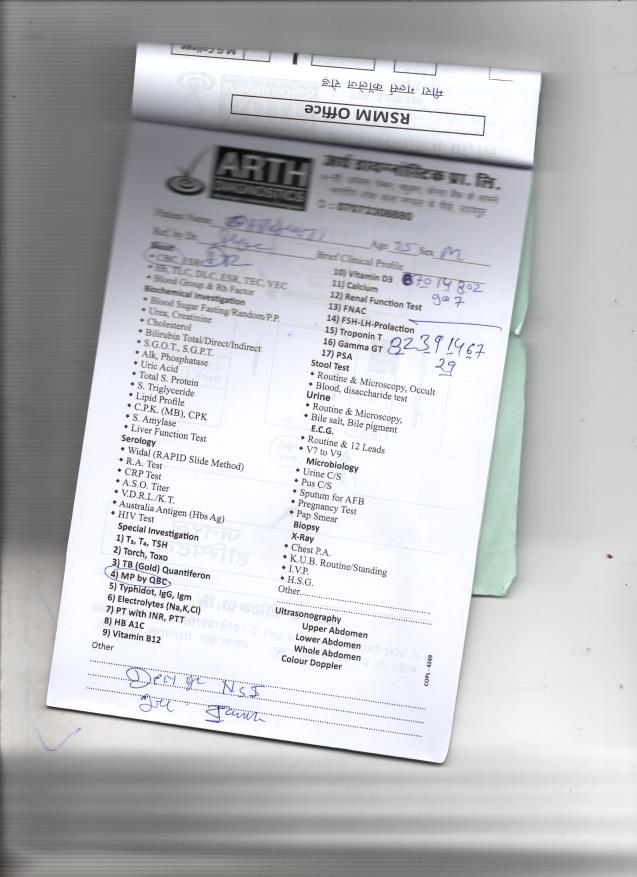 मीरा गर्ल्स कॉलेज रोड
RSMM Office
ARTH
DIAGNOSTICS
अर्थ डायग्नोस्टिक प्रा. लि.
Patient Name
Age 25 Sex M
Ref. by Dr.
Brief Clinical Profile
Blood
CBC, ESR
Hb, TLC, DLC, ESR, TEC, VEC
Blood Group & Rh Factor
Biochemical Investigation
Blood Sugar Fasting/Random/P.P.
Urea, Creatinine
Cholesterol
Bilirubin Total/Direct/Indirect
S.G.O.T., S.G.P.T.
Alk, Phosphatase
Uric Acid
Total S. Protein
S. Triglyceride
Lipid Profile
C.P.K. (MB), CPK
S. Amylase
Liver Function Test
Serology
Widal (RAPID Slide Method)
R.A. Test
CRP Test
A.S.O. Titer
V.D.R.L./K.T.
Australia Antigen (Hbs Ag)
HIV Test
Special Investigation
1) T₃, T₄, TSH
2) Torch, Toxo
3) TB (Gold) Quantiferon
4) MP by QBC
5) Typhidot, IgG, Igm
6) Electrolytes (Na,K,Cl)
7) PT with INR, PTT
8) HB A1C
9) Vitamin B12
Other
10) Vitamin D3
11) Calcium
12) Renal Function Test
907
13) FNAC
14) FSH-LH-Prolaction
15) Troponin T
16) Gamma GT 82391467
29
17) PSA
Stool Test
Routine & Microscopy, Occult
Blood, disaccharide test
Urine
Routine & Microscopy,
Bile salt, Bile pigment
E.C.G.
Routine & 12 Leads
V7 to V9
Microbiology
Urine C/S
Pus C/S
Sputum for AFB
Pregnancy Test
Pap Smear
Biopsy
X-Ray
Chest P.A.
K.U.B. Routine/Standing
I.V.P.
H.S.G.
Other
Ultrasonography
Upper Abdomen
Lower Abdomen
Whole Abdomen
Colour Doppler
COPL - 4249
NS1